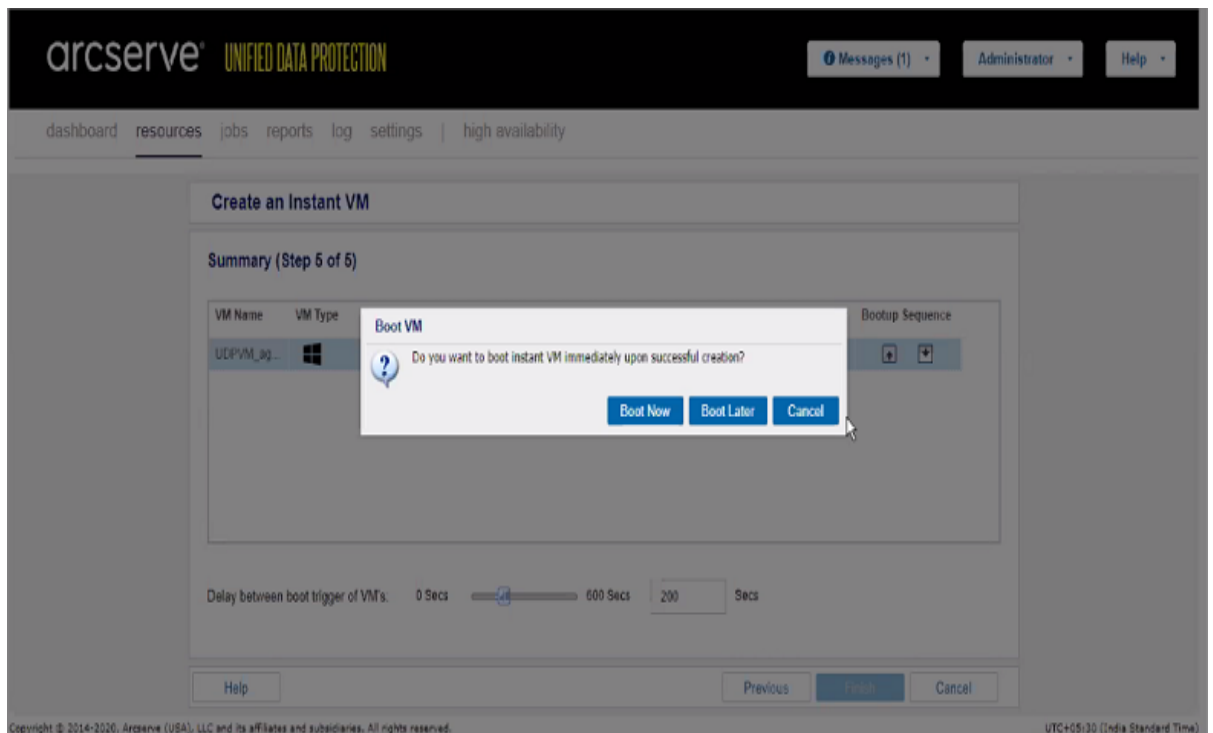 arcserve® UNIFIED DATA PROTECTION
Messages (1)
Administrator
Help
dashboard resources jobs reports log settings | high availability
Create an Instant VM
Summary (Step 5 of 5)
VM Name VM Type Bootup Sequence
UDPVM_ag...
Boot VM
Do you want to boot instant VM immediately upon successful creation?
Boot Now Boot Later Cancel
Delay between boot trigger of VM's: 0 Secs 600 Secs 200 Secs
Help Previous Finish Cancel
Copyright © 2014-2020, Arcserve (USA), LLC and its affiliates and subsidiaries. All rights reserved. UTC+05:30 (India Standard Time)